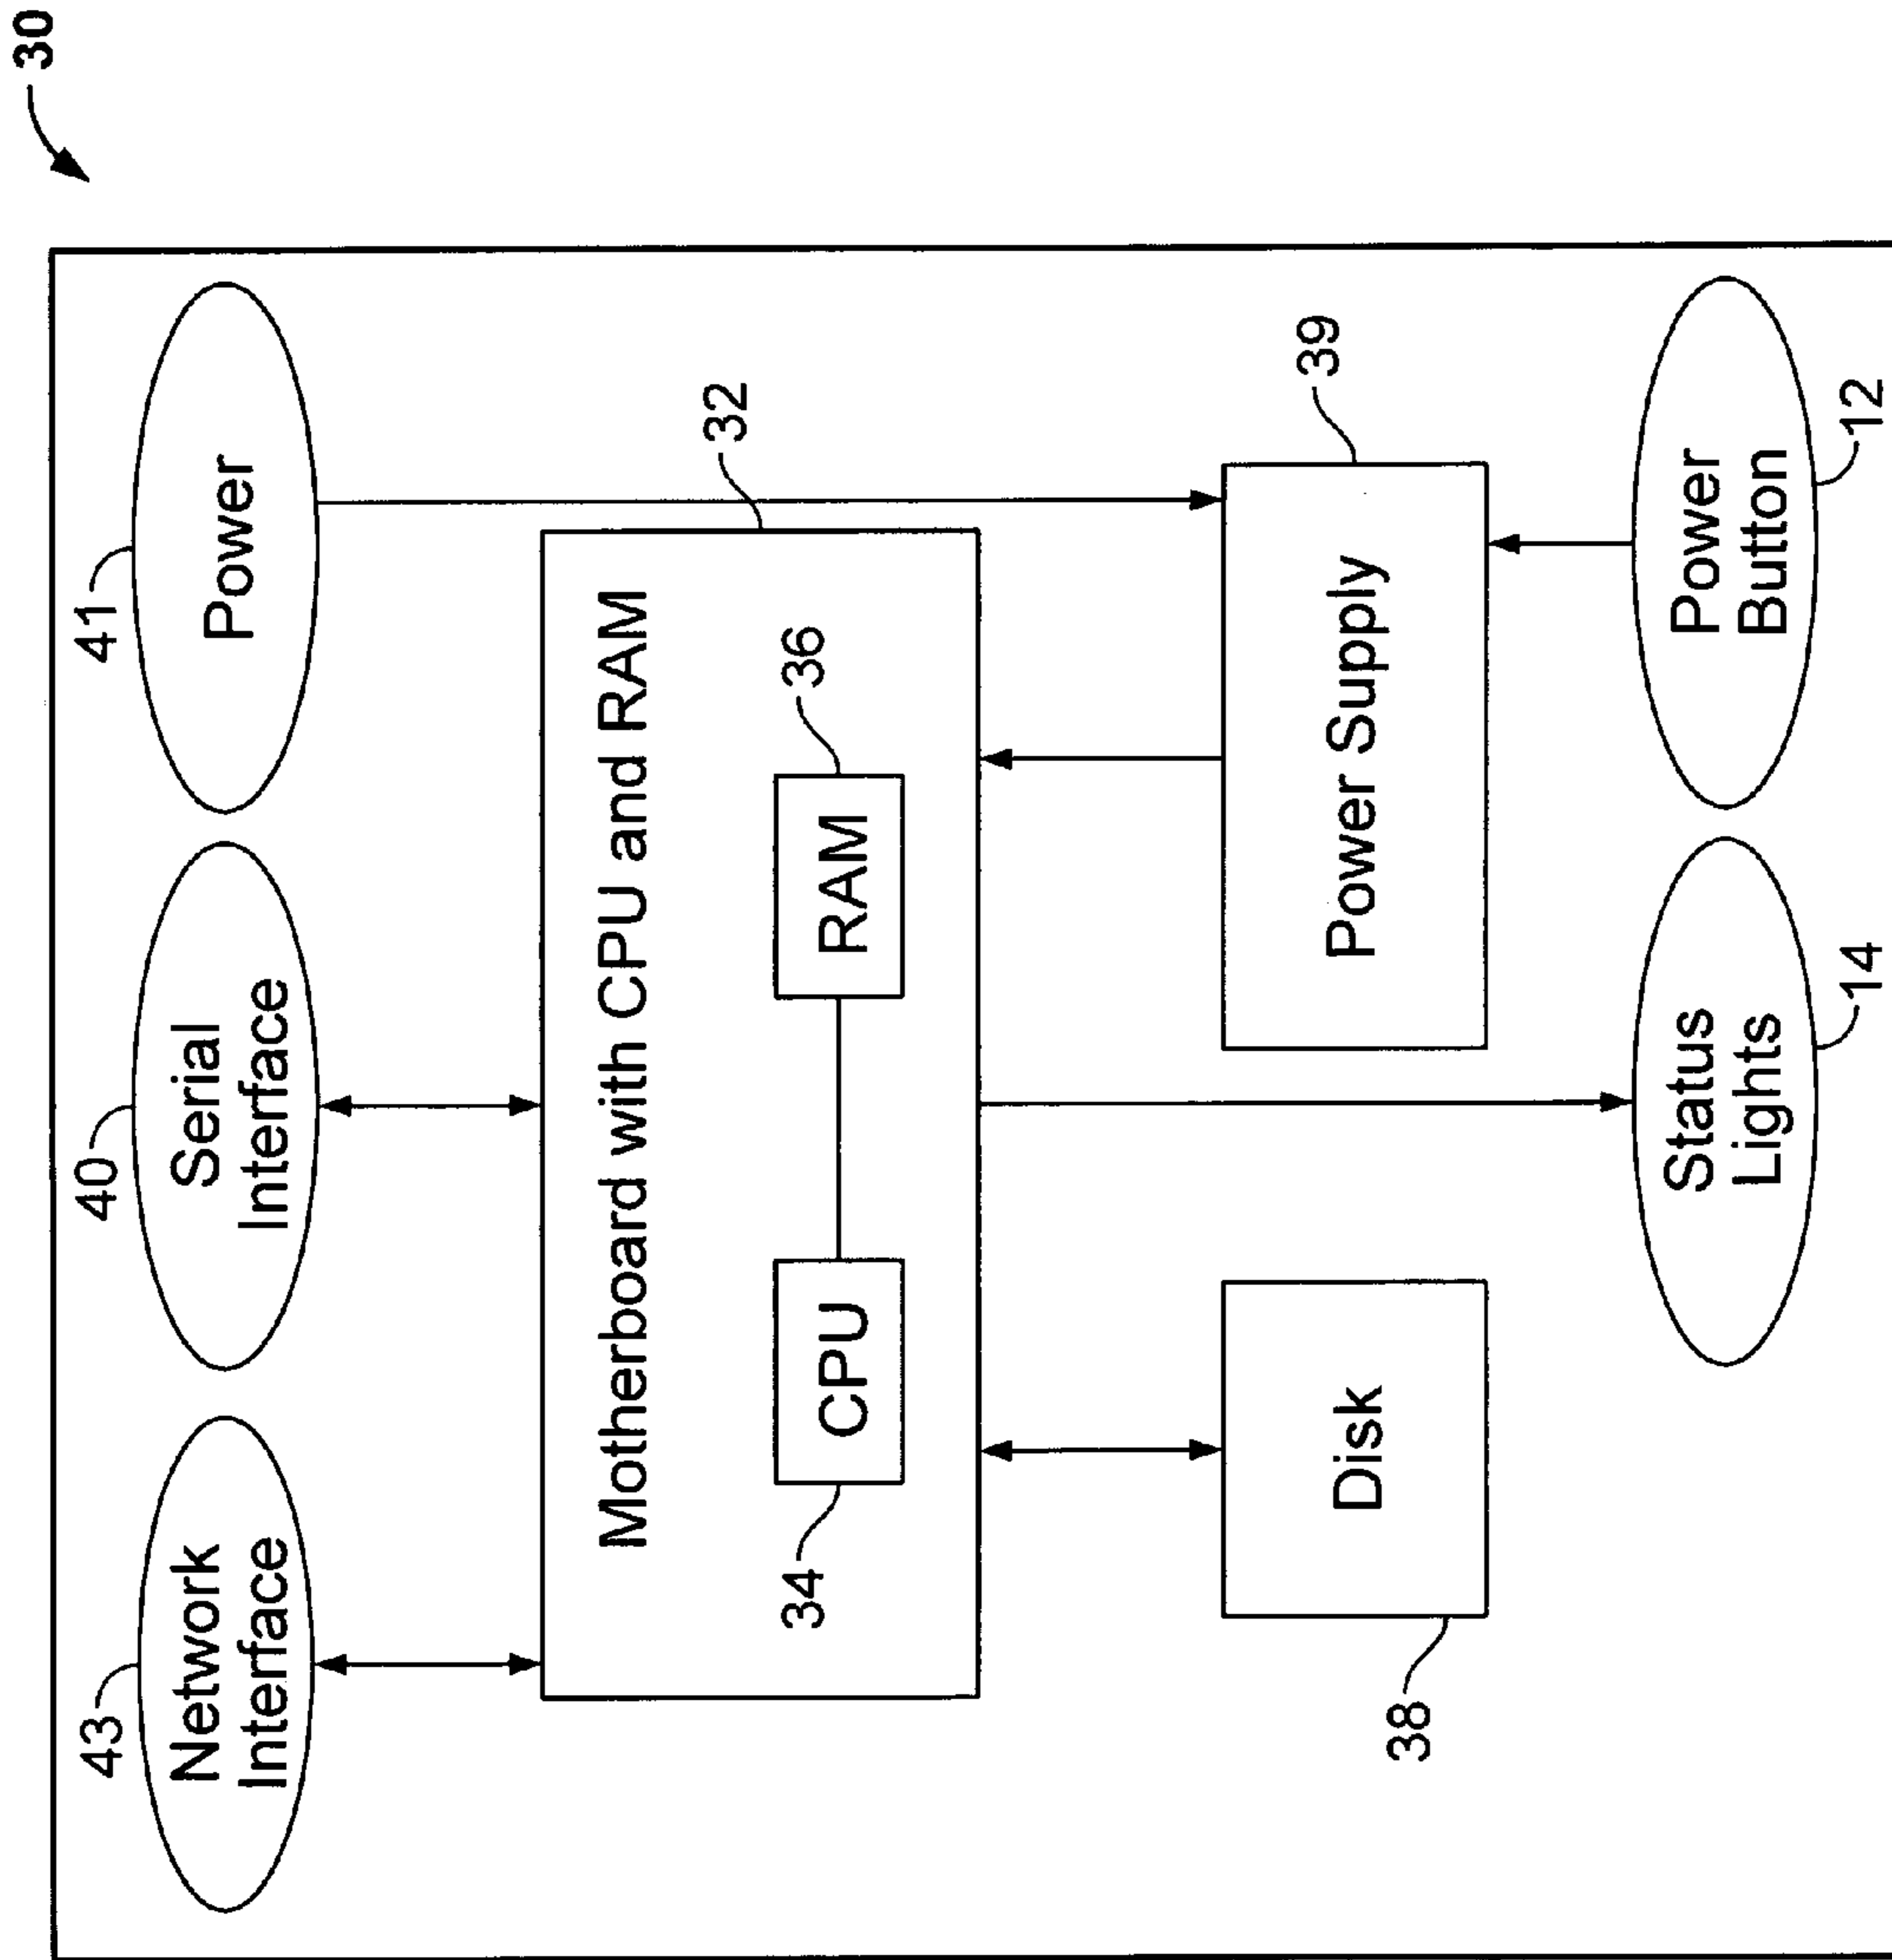 30
43
40
41
Network
Interface
Serial
Interface
Power
32
Motherboard with CPU and RAM
36
34
CPU
RAM
39
38
Disk
Power Supply
Status
Lights
Power
Button
14
12